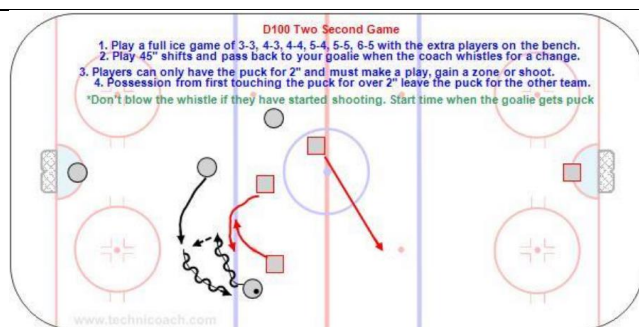 D100 Two Second Game
1. Play a full ice game of 3-3, 4-3, 4-4, 5-4, 5-5, 6-5 with the extra players on the bench.
2. Play 45" shifts and pass back to your goalie when the coach whistles for a change.
3. Players can only have the puck for 2" and must make a play, gain a zone or shoot.
4. Possession from first touching the puck for over 2" leave the puck for the other team.
*Don't blow the whistle if they have started shooting. Start time when the goalie gets puck
www.technicoach.com